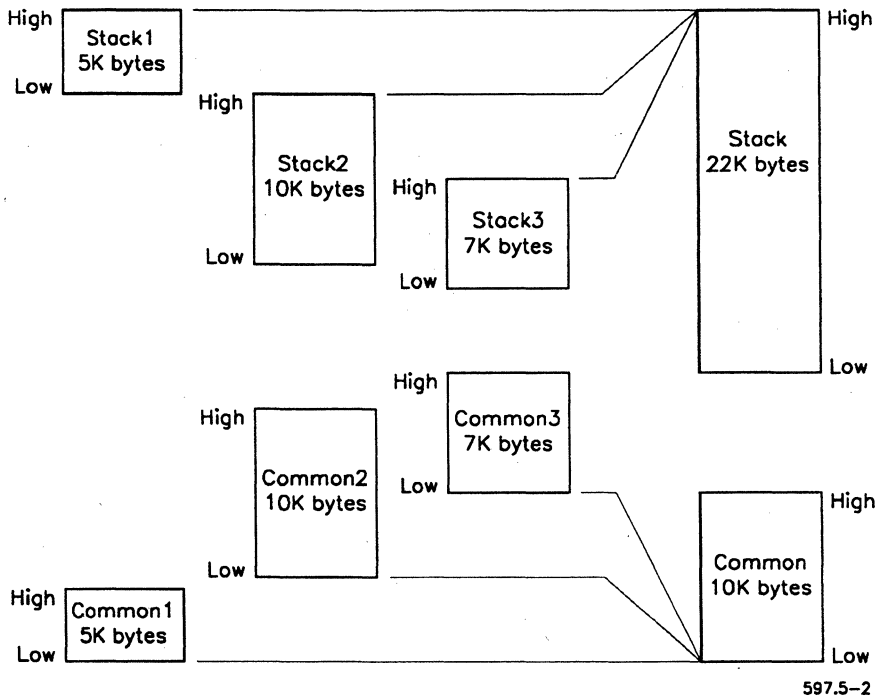 High
Stack1
5K bytes
Low
High
Stack2
10K bytes
Low
High
Stack3
7K bytes
Low
High
Stack
22K bytes
Low
High
Common3
7K bytes
Low
High
Common2
10K bytes
Low
High
Common1
5K bytes
Low
High
Common
10K bytes
Low
597.5-2